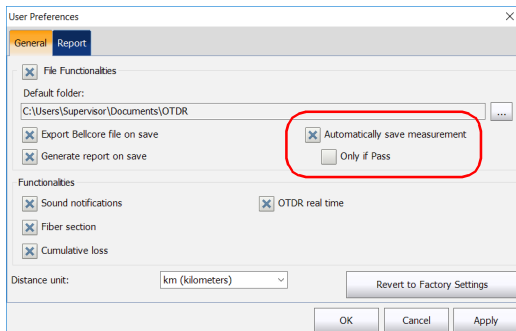 User Preferences
General Report
File Functionalities
Default folder:
C:\Users\Supervisor\Documents\OTDR ...
Export Bellcore file on save Automatically save measurement
Generate report on save Only if Pass
Functionalities
Sound notifications OTDR real time
Fiber section
Cumulative loss
Distance unit: km (kilometers) Revert to Factory Settings
OK Cancel Apply